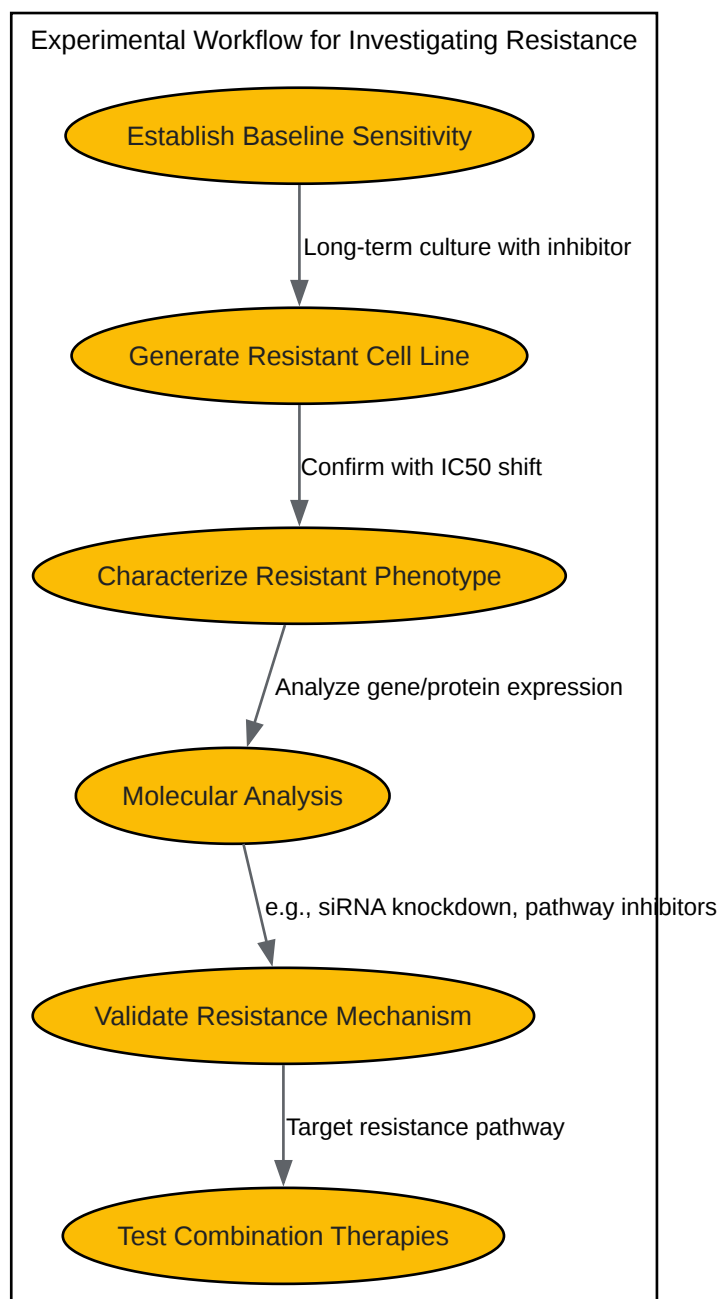 Experimental Workflow for Investigating Resistance
Establish Baseline Sensitivity
Long-term culture with inhibitor
Generate Resistant Cell Line
Confirm with IC50 shift
Characterize Resistant Phenotype
Analyze gene/protein expression
Molecular Analysis
e.g., siRNA knockdown, pathway inhibitors
Validate Resistance Mechanism
Target resistance pathway
Test Combination Therapies